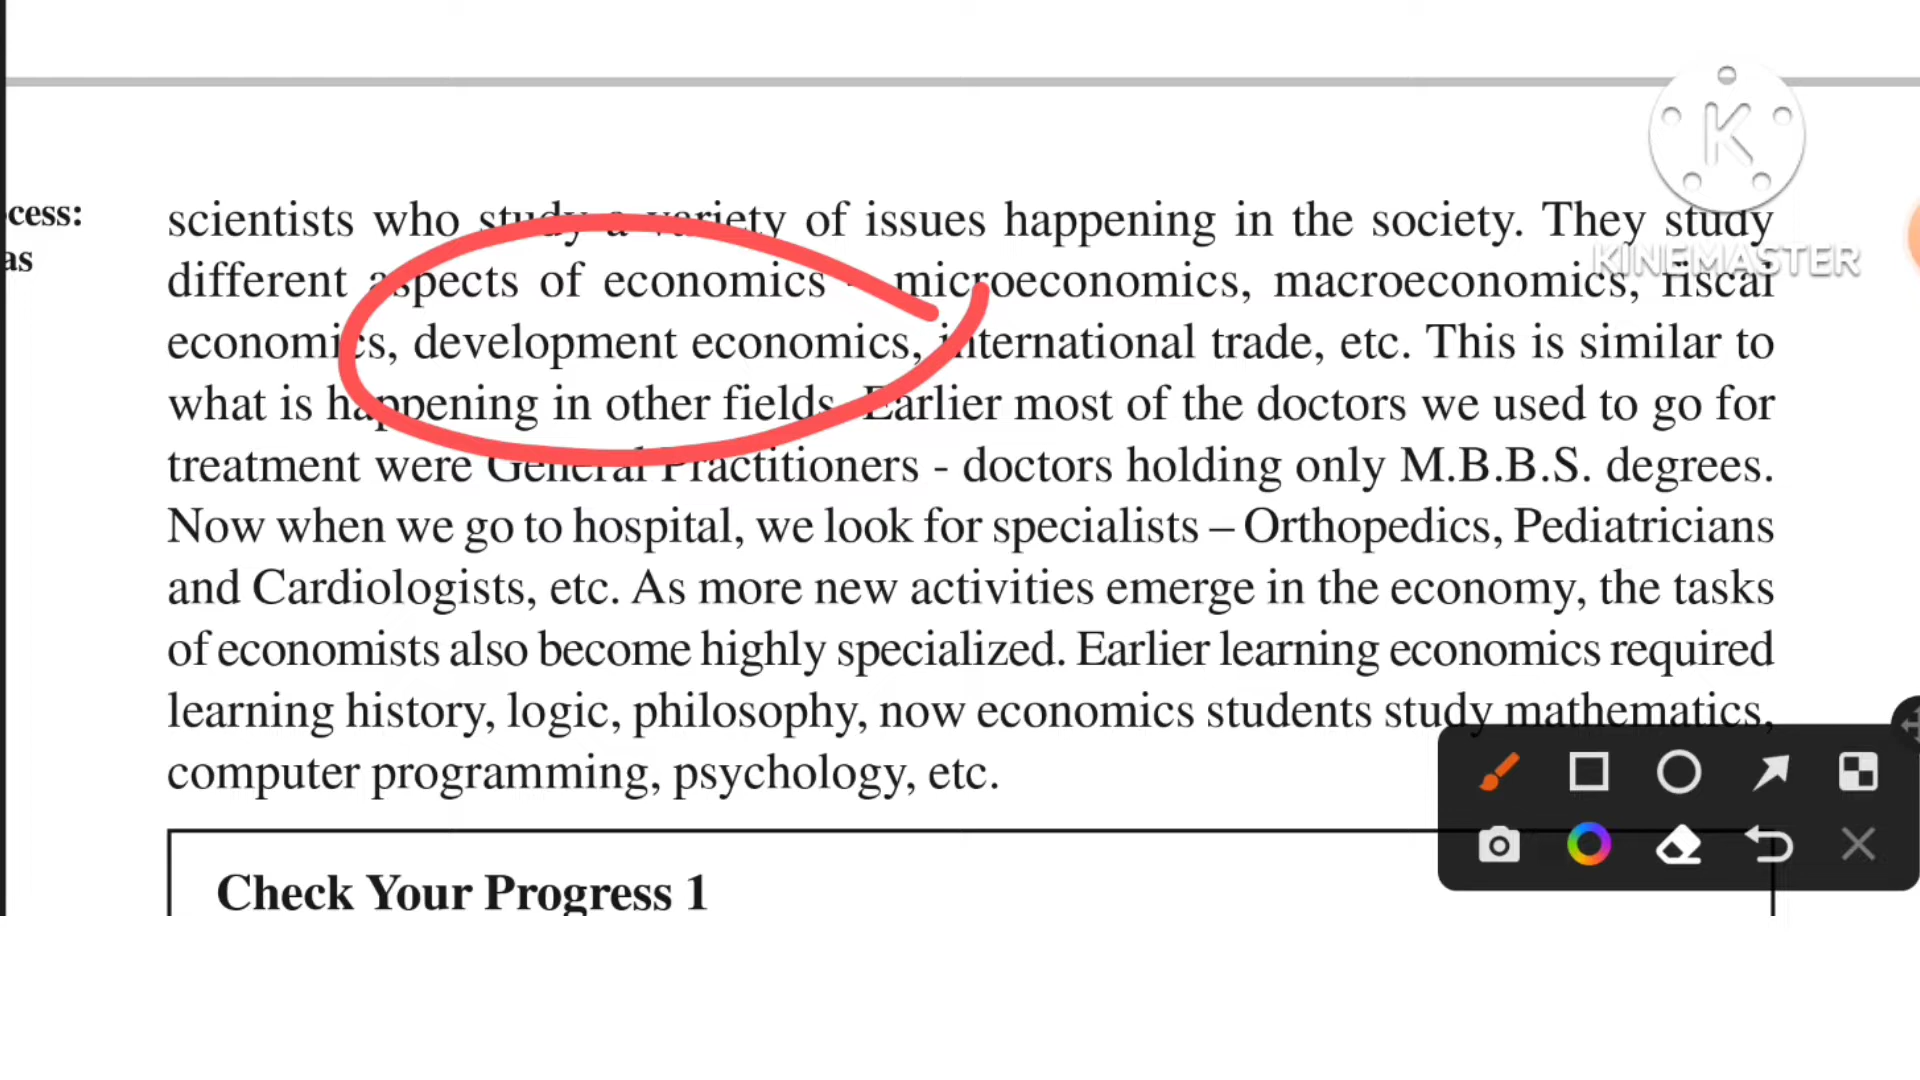 cess:
as
scientists who study a variety of issues happening in the society. They study
different aspects of economics - microeconomics, macroeconomics, fiscal
economics, development economics, international trade, etc. This is similar to
what is happening in other fields. Earlier most of the doctors we used to go for
treatment were General Practitioners - doctors holding only M.B.B.S. degrees.
Now when we go to hospital, we look for specialists – Orthopedics, Pediatricians
and Cardiologists, etc. As more new activities emerge in the economy, the tasks
of economists also become highly specialized. Earlier learning economics required
learning history, logic, philosophy, now economics students study mathematics,
computer programming, psychology, etc.
Check Your Progress 1
K
KINEMASTER